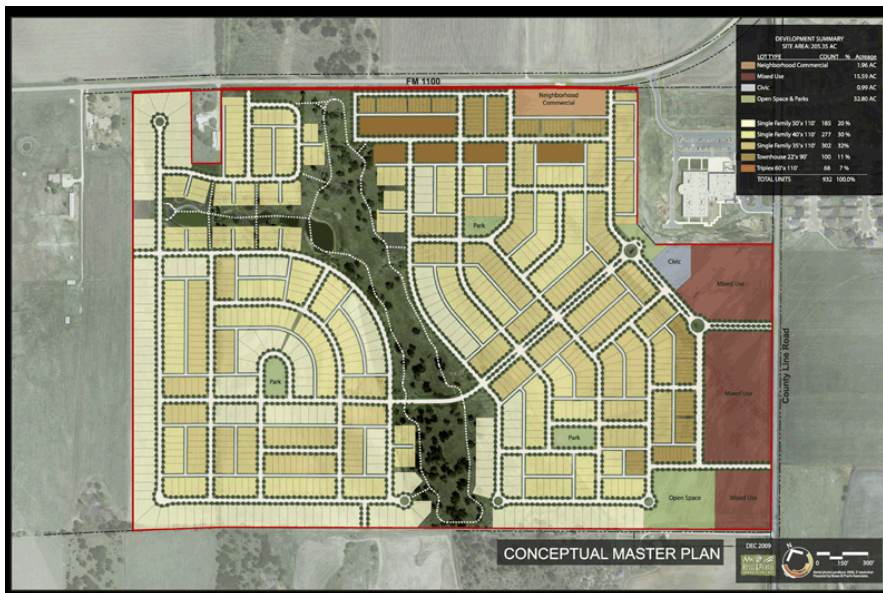 FM 1100
Neighborhood
Commercial
DEVELOPMENT SUMMARY
SITE AREA: 205.35 AC
LOT TYPE COUNT % Acreage
Neighborhood Commercial 1.96 AC
Mixed Use 15.59 AC
Civic 0.99 AC
Open Space & Parks 32.80 AC
Single Family 50'x 110' 185 20 %
Single Family 40'x 110' 277 30 %
Single Family 35'x 110' 302 32%
Townhouse 22'x 90' 100 11 %
Triplex 60'x 110' 68 7 %
TOTAL UNITS 932 100.0%
Park
Civic
Mixed Use
County Line Road
Park
Mixed Use
Park
Open Space
Mixed Use
CONCEPTUAL MASTER PLAN
DEC 2009
N
0 150' 300'